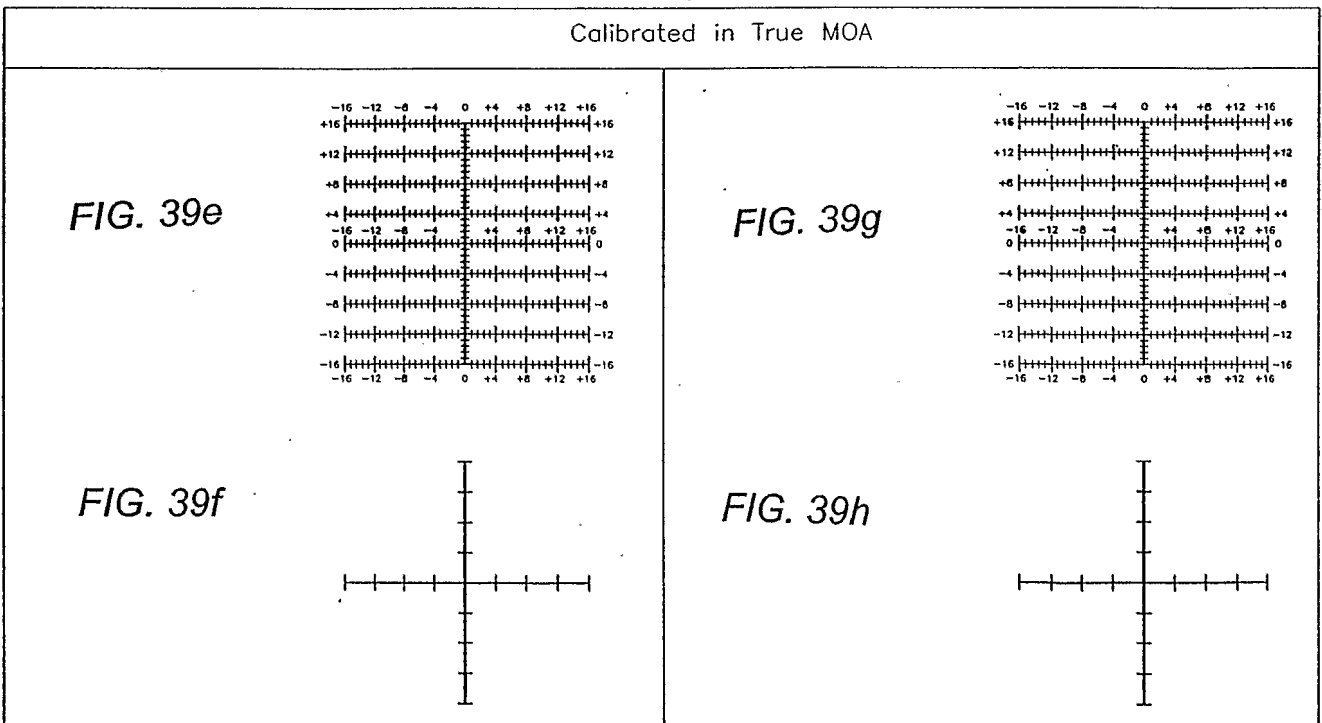 Calibrated in True MOA
FIG. 39e
-16 -12 -8 -4 0 +4 +8 +12 +16
+16 +16
+12 +12
+8 +8
+4 +4
-16 -12 -8 -4 +4 +8 +12 +16
0 0
-4 -4
-8 -8
-12 -12
-16 -16
-16 -12 -8 -4 0 +4 +8 +12 +16
FIG. 39g
-16 -12 -8 -4 0 +4 +8 +12 +16
+16 +16
+12 +12
+8 +8
+4 +4
-16 -12 -8 -4 +4 +8 +12 +16
0 0
-4 -4
-8 -8
-12 -12
-16 -16
-16 -12 -8 -4 0 +4 +8 +12 +16
FIG. 39f
FIG. 39h